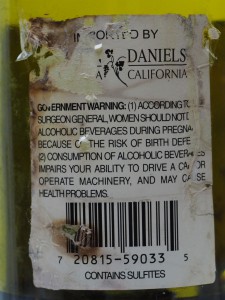 IMPORTED BY
DANIELS
A CALIFORNIA
GOVERNMENT WARNING: (1) ACCORDING TO
SURGEON GENERAL, WOMEN SHOULD NOT D
ALCOHOLIC BEVERAGES DURING PREGNA
BECAUSE OF THE RISK OF BIRTH DEFE
(2) CONSUMPTION OF ALCOHOLIC BEVERAGES
IMPAIRS YOUR ABILITY TO DRIVE A CAR OR
OPERATE MACHINERY, AND MAY CAUSE
HEALTH PROBLEMS.
7 20815-59033 5
CONTAINS SULFITES